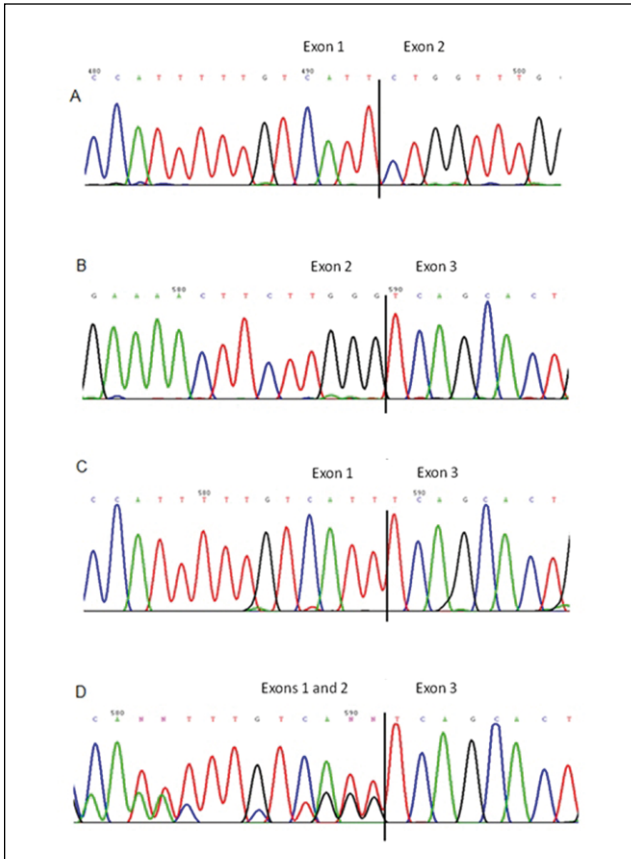 Exon 1 Exon 2
480 490 500
C C A T T T T T G T C A T T C T G G T T T G
A
B
Exon 2 Exon 3
580 590
G A A A A C T T C T T G G G T C A G C A C T
C
Exon 1 Exon 3
580 590
C C A T T T T T G T C A T T T C A G C A C T
D
Exons 1 and 2 Exon 3
580 590
C A N N T T T G T C A N N T C A G C A C T